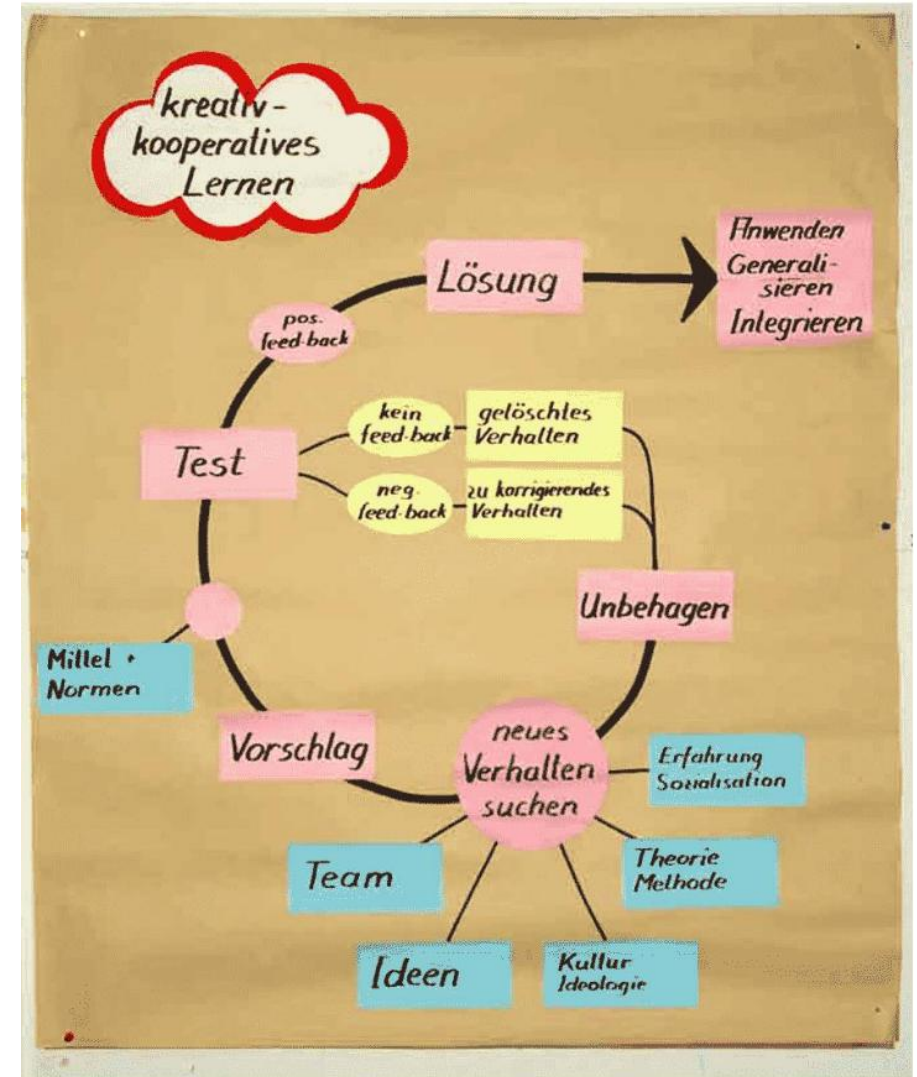 kreativ-
kooperatives
Lernen
Lösung
Anwenden
Generali-
sieren
Integrieren
pos.
feed-back
Test
kein
feed-back
gelöschtes
Verhalten
neg.
feed-back
zu korrigierendes
Verhalten
Unbehagen
Mittel +
Normen
Vorschlag
neues
Verhalten
suchen
Erfahrung
Sozialisation
Team
Theorie
Methode
Ideen
Kultur
Ideologie